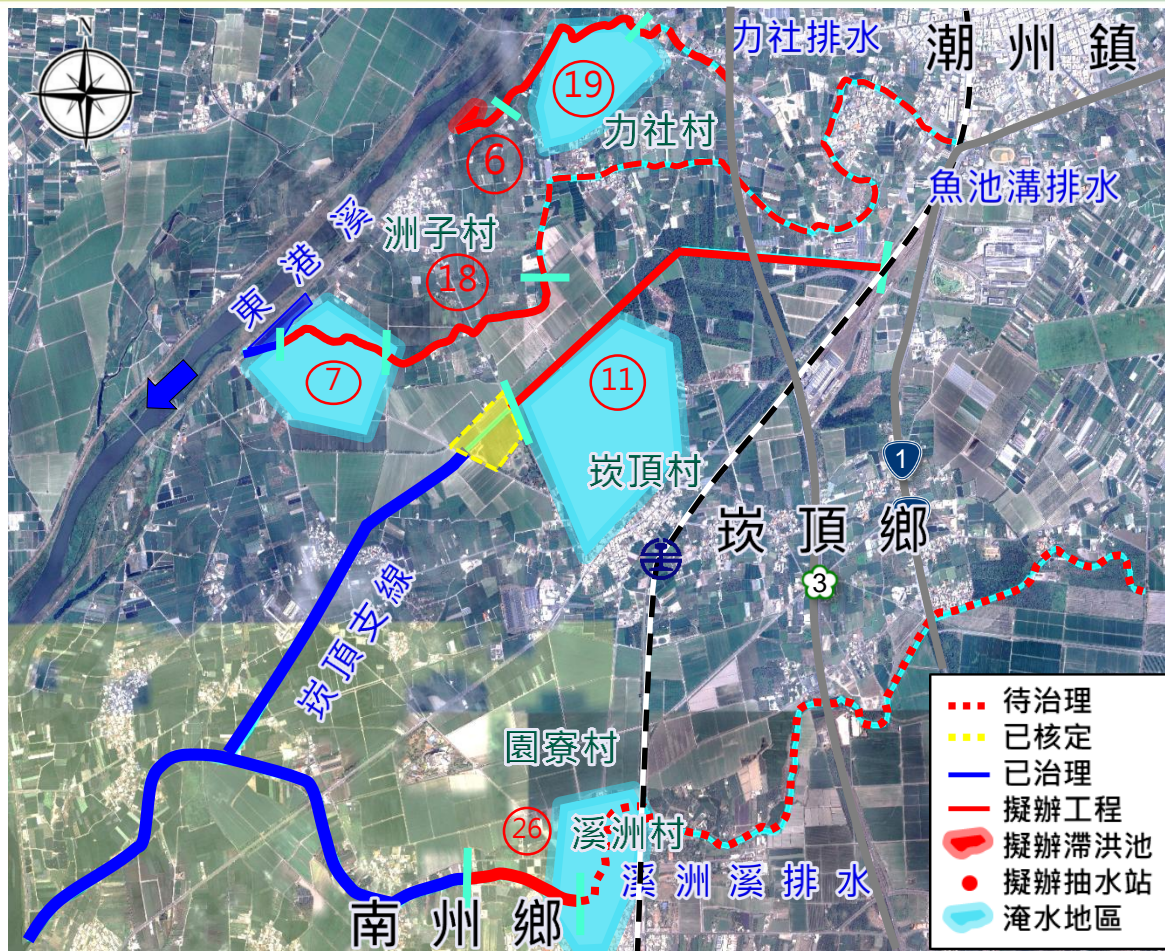 N
力社排水
潮州鎮
19
力社村
6
魚池溝排水
洲子村
18
東港溪
7
11
崁頂村
1
崁頂鄉
3
崁頂支線
園寮村
26
溪洲村
溪洲溪排水
南州鄉
待治理
已核定
已治理
擬辦工程
擬辦滯洪池
擬辦抽水站
淹水地區